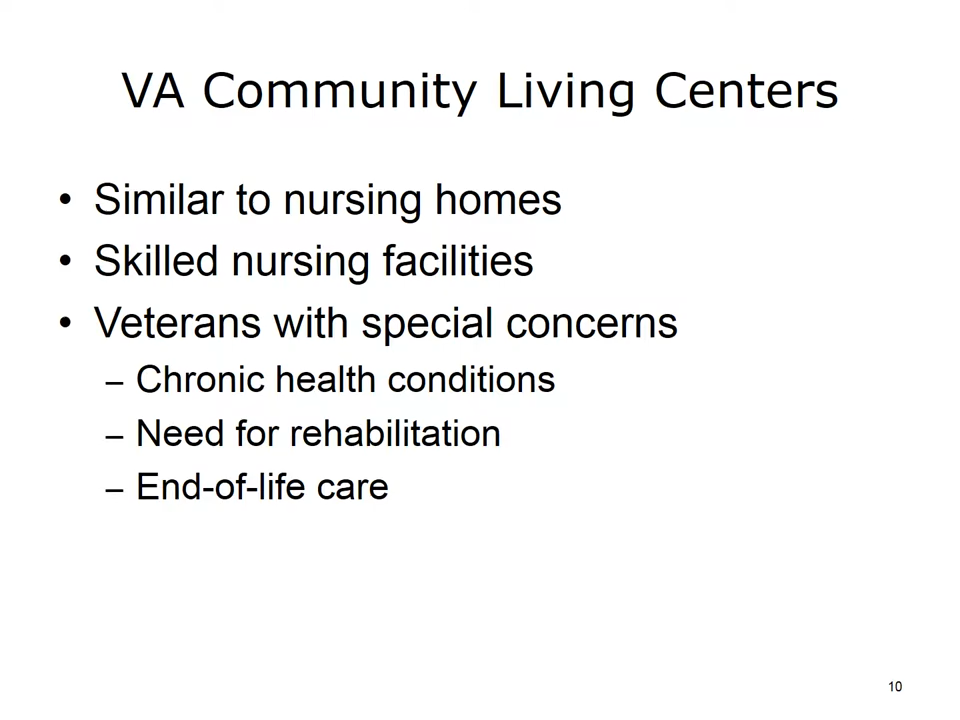 VA Community Living Centers
• Similar to nursing homes
• Skilled nursing facilities
• Veterans with special concerns
– Chronic health conditions
– Need for rehabilitation
– End-of-life care
10